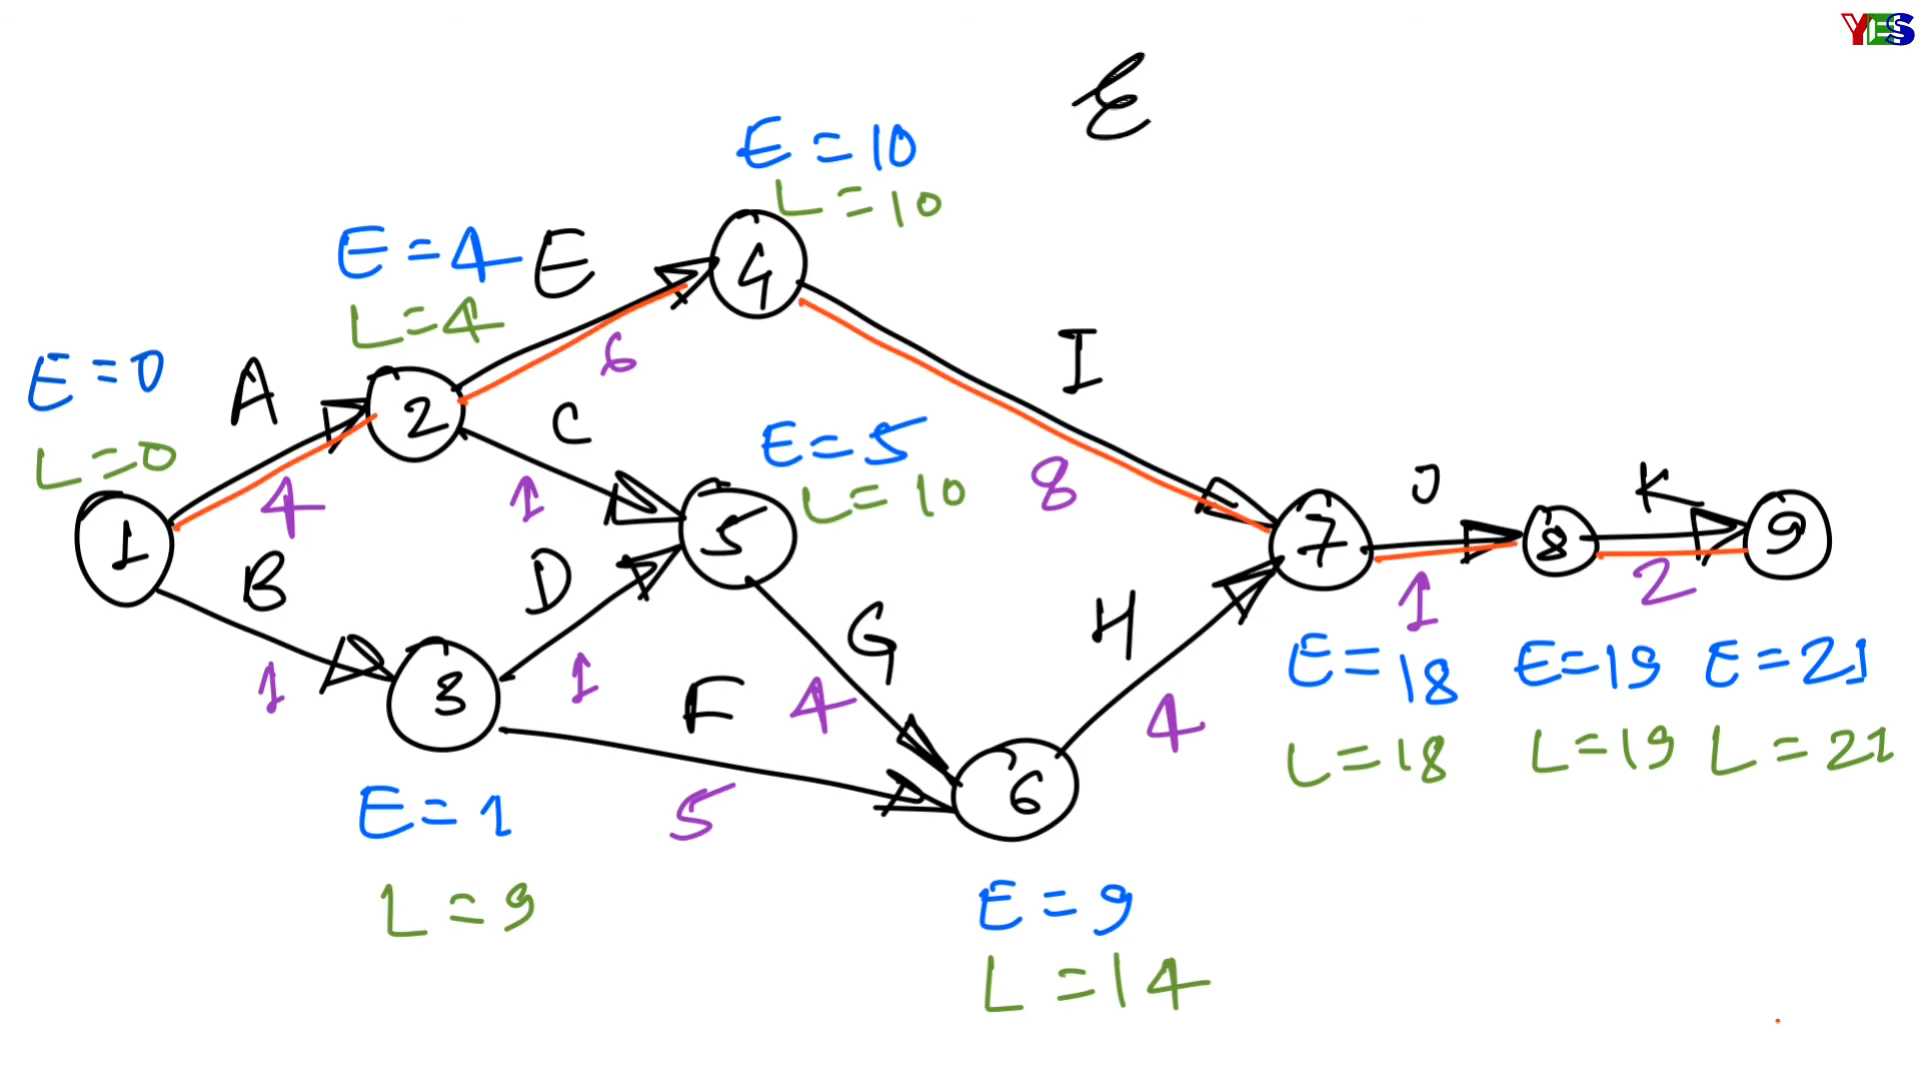 YES
E
E = 10
L = 10
E = 4
L = 4
E
4
6
E = 0
L = 0
A
2
C
I
4
1
E = 5
L = 10
8
1
B
5
J
K
7
8
9
D
1
2
1
3
1
G
H
F
4
4
E = 18
E = 19
E = 21
L = 18
L = 19
L = 21
E = 1
5
6
L = 9
E = 9
L = 14